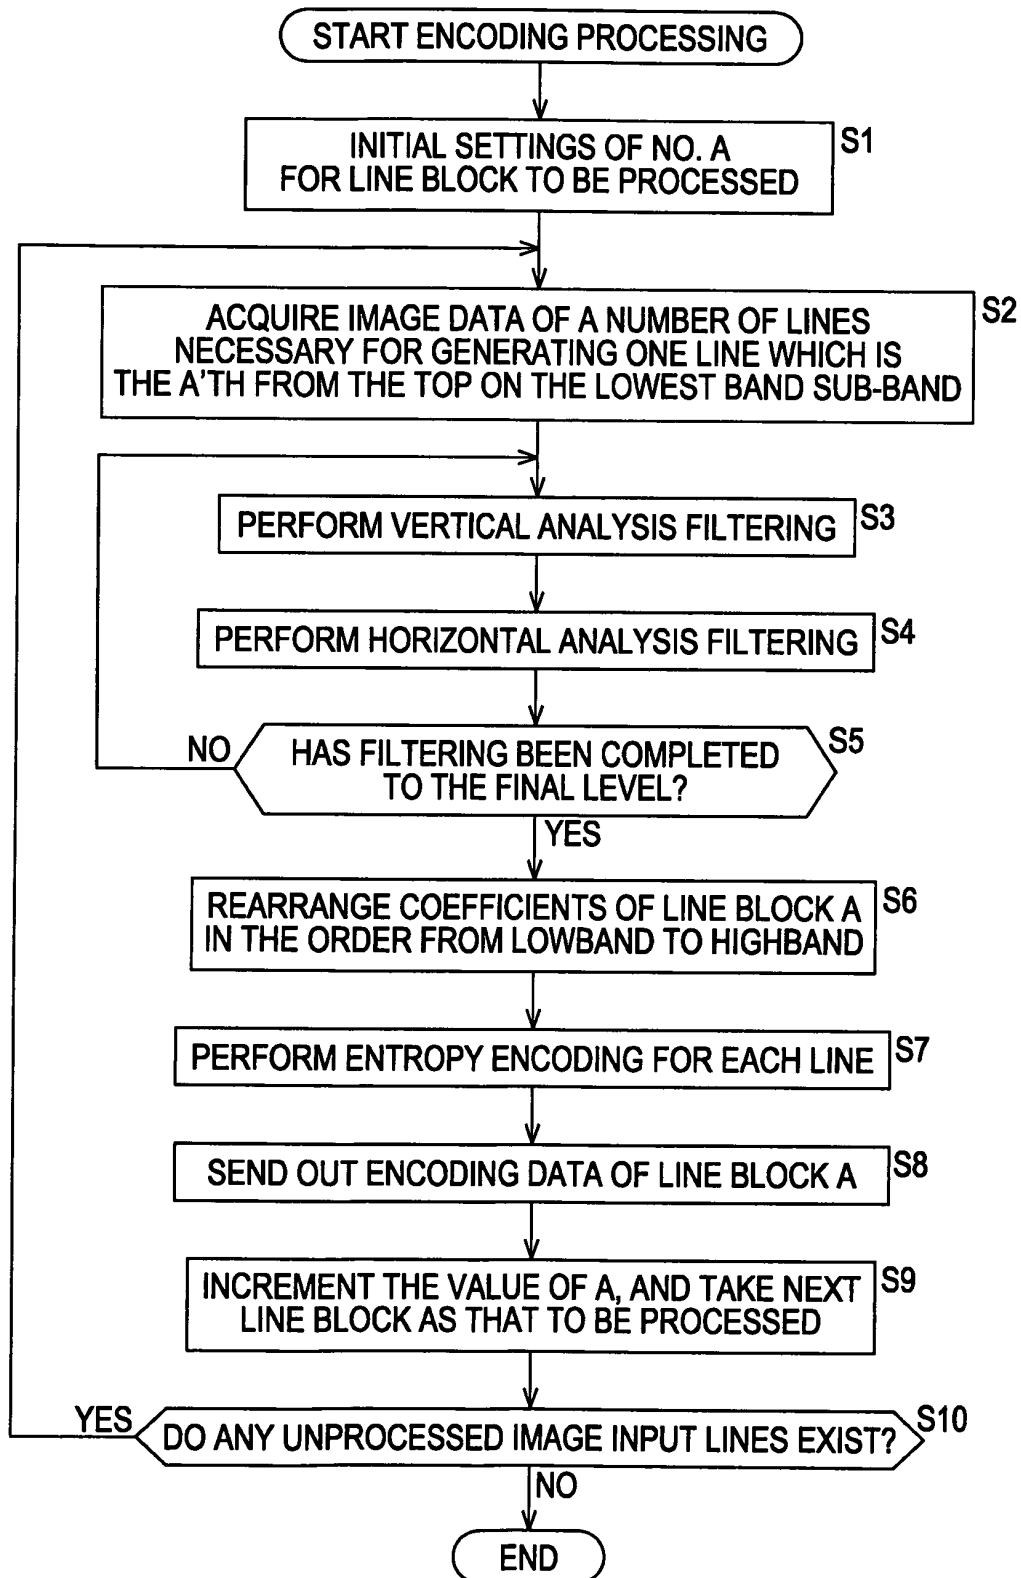 START ENCODING PROCESSING
S1
INITIAL SETTINGS OF NO. A
FOR LINE BLOCK TO BE PROCESSED
S2
ACQUIRE IMAGE DATA OF A NUMBER OF LINES
NECESSARY FOR GENERATING ONE LINE WHICH IS
THE A'TH FROM THE TOP ON THE LOWEST BAND SUB-BAND
PERFORM VERTICAL ANALYSIS FILTERING
S3
PERFORM HORIZONTAL ANALYSIS FILTERING
S4
NO
HAS FILTERING BEEN COMPLETED
TO THE FINAL LEVEL?
S5
YES
REARRANGE COEFFICIENTS OF LINE BLOCK A
IN THE ORDER FROM LOWBAND TO HIGHBAND
S6
PERFORM ENTROPY ENCODING FOR EACH LINE
S7
SEND OUT ENCODING DATA OF LINE BLOCK A
S8
INCREMENT THE VALUE OF A, AND TAKE NEXT
LINE BLOCK AS THAT TO BE PROCESSED
S9
YES
DO ANY UNPROCESSED IMAGE INPUT LINES EXIST?
S10
NO
END